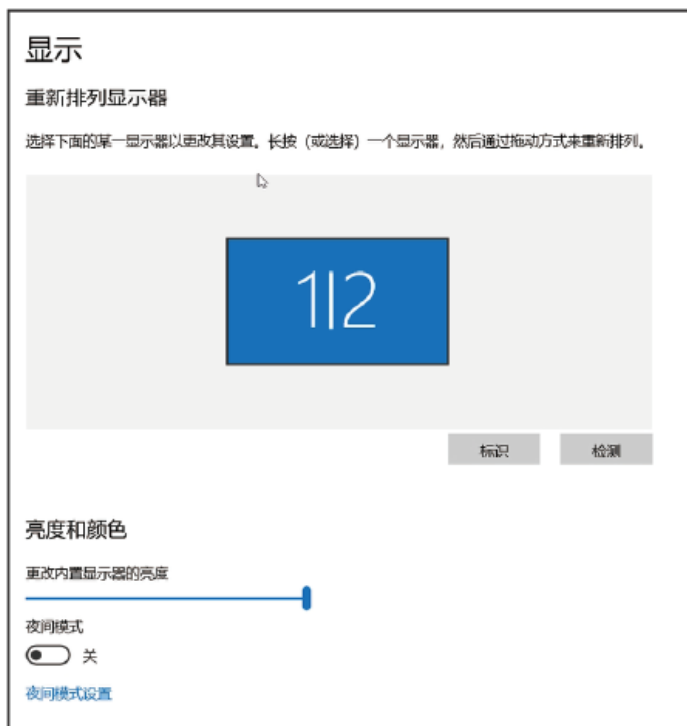 显示
重新排列显示器
选择下面的某一显示器以更改其设置。长按（或选择）一个显示器，然后通过拖动方式来重新排列。
1|2
标识 检测
亮度和颜色
更改内置显示器的亮度
夜间模式
关
夜间模式设置